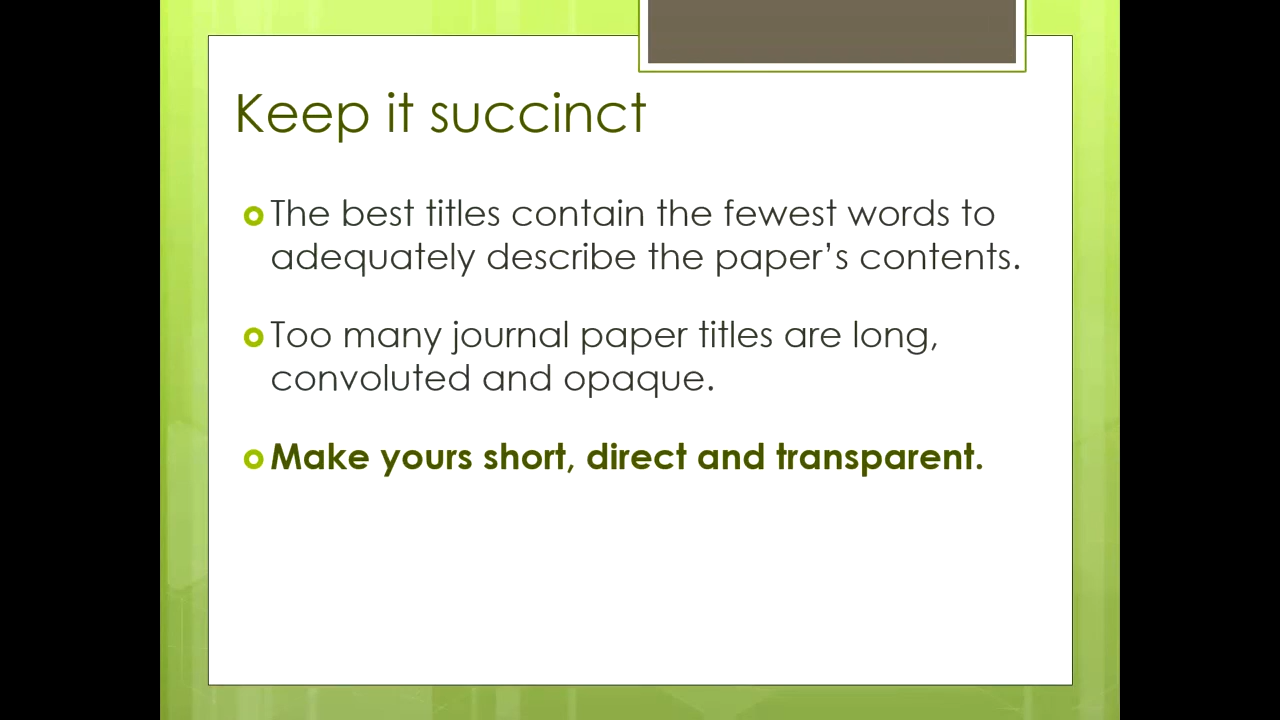 Keep it succinct
The best titles contain the fewest words to
adequately describe the paper’s contents.
Too many journal paper titles are long,
convoluted and opaque.
Make yours short, direct and transparent.